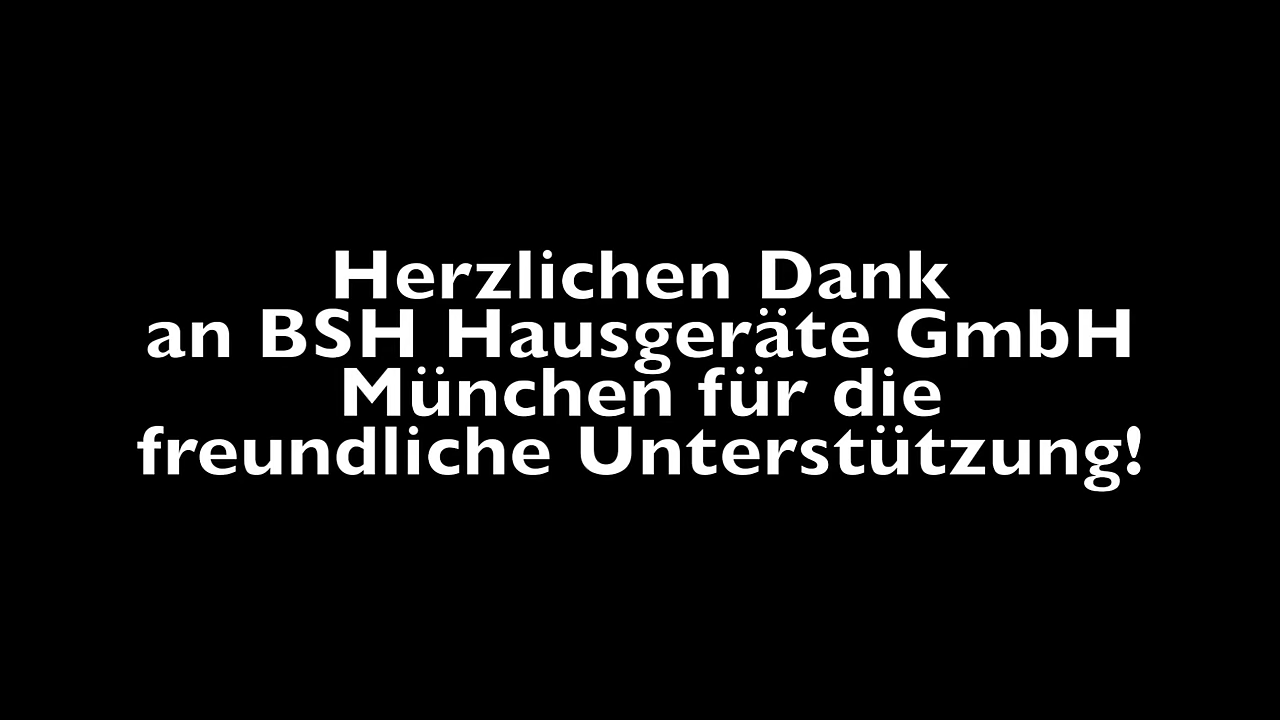 Herzlichen Dank
an BSH Hausgeräte GmbH
München für die
freundliche Unterstützung!